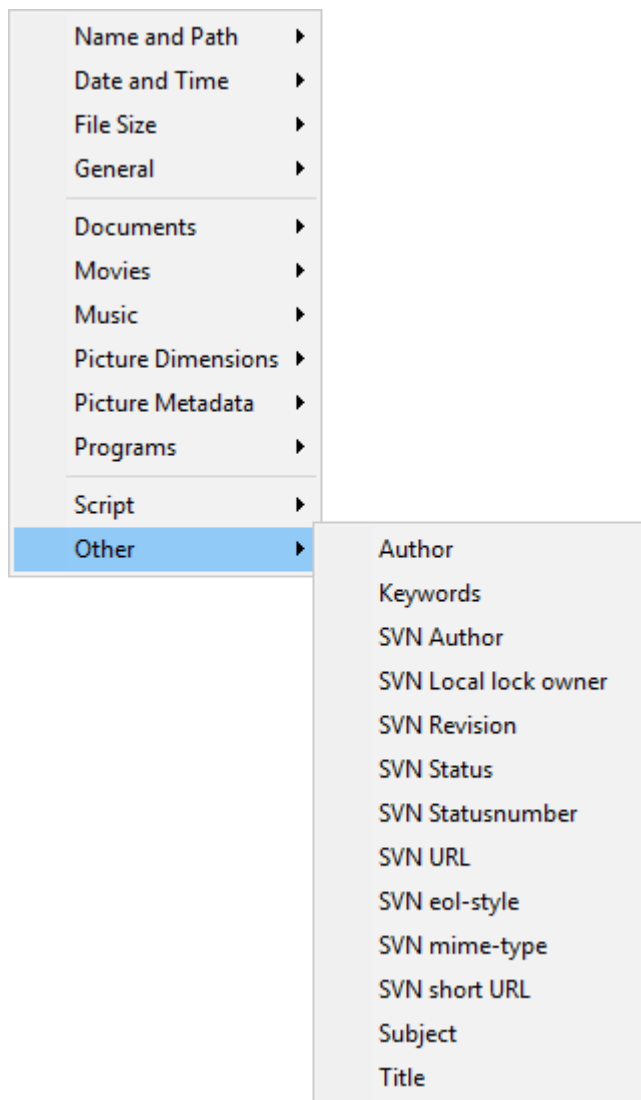 Name and Path
Date and Time
File Size
General
Documents
Movies
Music
Picture Dimensions
Picture Metadata
Programs
Script
Other
Author
Keywords
SVN Author
SVN Local lock owner
SVN Revision
SVN Status
SVN Statusnumber
SVN URL
SVN eol-style
SVN mime-type
SVN short URL
Subject
Title